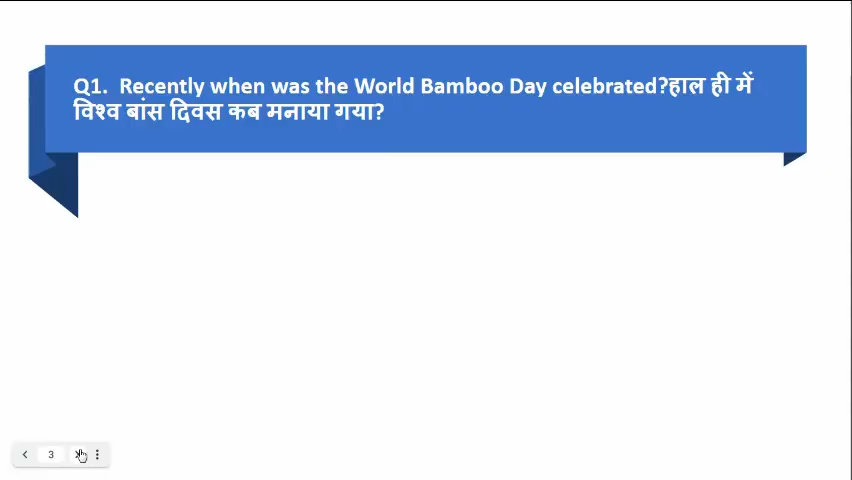 Q1.  Recently when was the World Bamboo Day celebrated?हाल ही में
विश्व बांस दिवस कब मनाया गया?
3